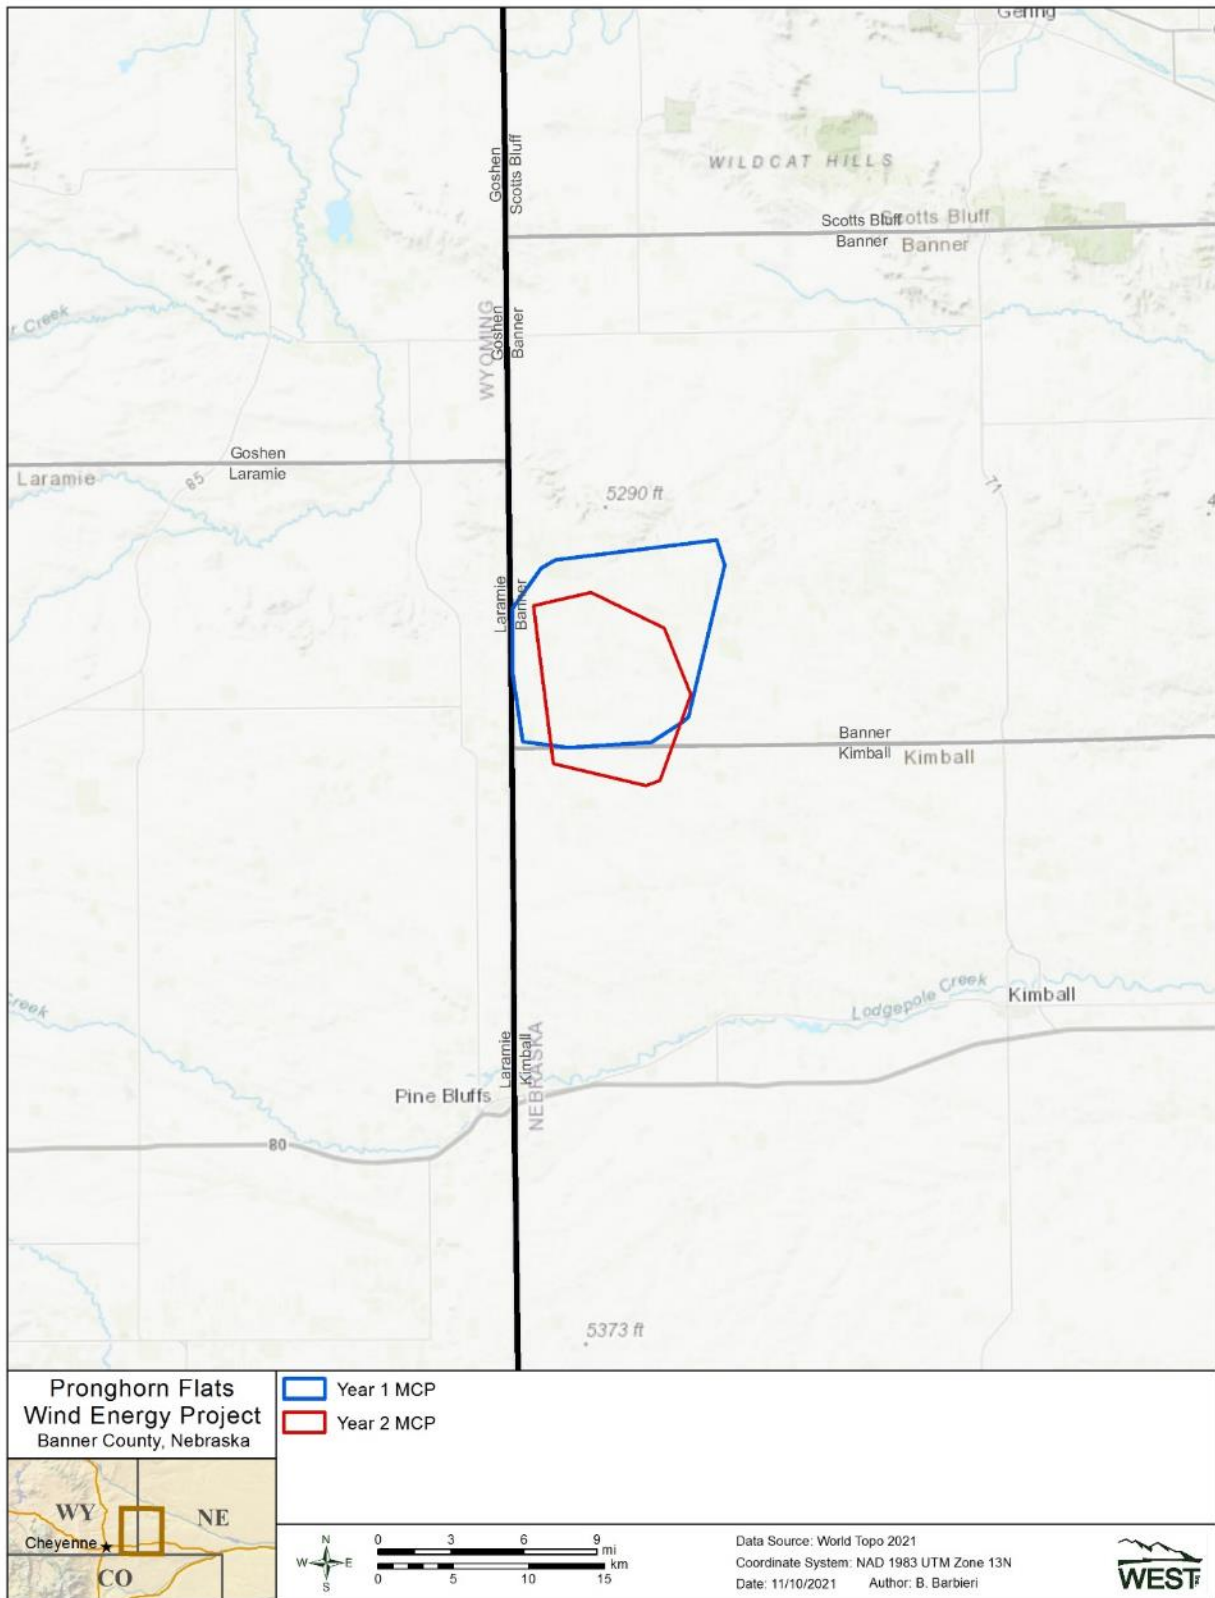 Gering
Goshen
Scotts Bluff
WILDCAT HILLS
Scotts Bluff
Scotts Bluff
Banner
Banner
Creek
WYOMING
Goshen
Banner
Goshen
Laramie
Laramie
85
71
5290 ft
4
Laramie
Banner
Banner
Kimball
Kimball
Creek
Lodgepole Creek
Kimball
Laramie
Kimball
NEBRASKA
Pine Bluffs
80
5373 ft
Pronghorn Flats
Wind Energy Project
Banner County, Nebraska
Year 1 MCP
Year 2 MCP
WY
NE
Cheyenne
CO
N
W E
S
0 3 6 9
mi
km
0 5 10 15
Data Source: World Topo 2021
Coordinate System: NAD 1983 UTM Zone 13N
Date: 11/10/2021 Author: B. Barbieri
WEST